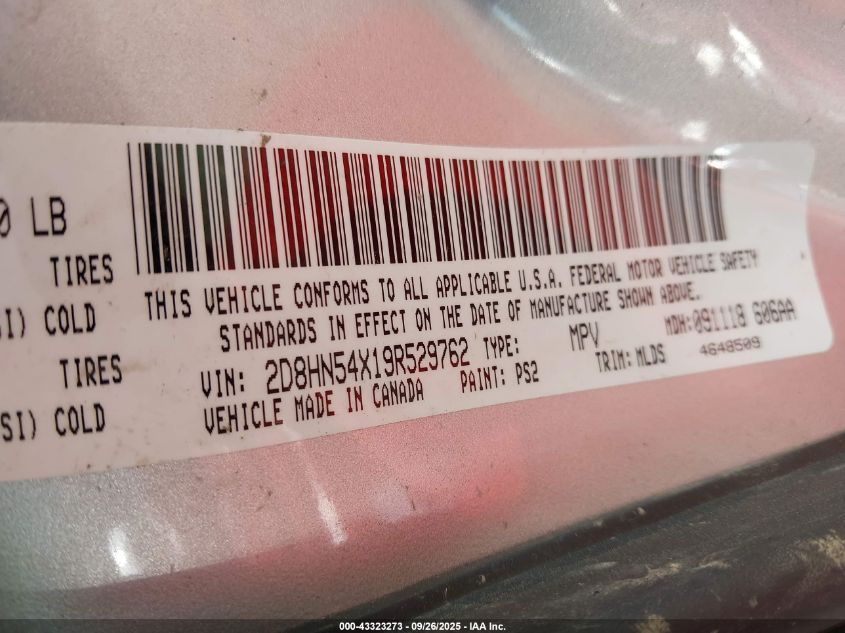 0 LB
TIRES
SI) COLD
TIRES
SI) COLD
THIS VEHICLE CONFORMS TO ALL APPLICABLE U.S.A. FEDERAL MOTOR VEHICLE SAFETY
STANDARDS IN EFFECT ON THE DATE OF MANUFACTURE SHOWN ABOVE.
VIN: 2D8HN54X19R529762 TYPE: MPV MDH: 091118 606AA
VEHICLE MADE IN CANADA PAINT: PS2 TRIM: MLDS 4648509
000-43323273 - 09/26/2025 - IAA Inc.